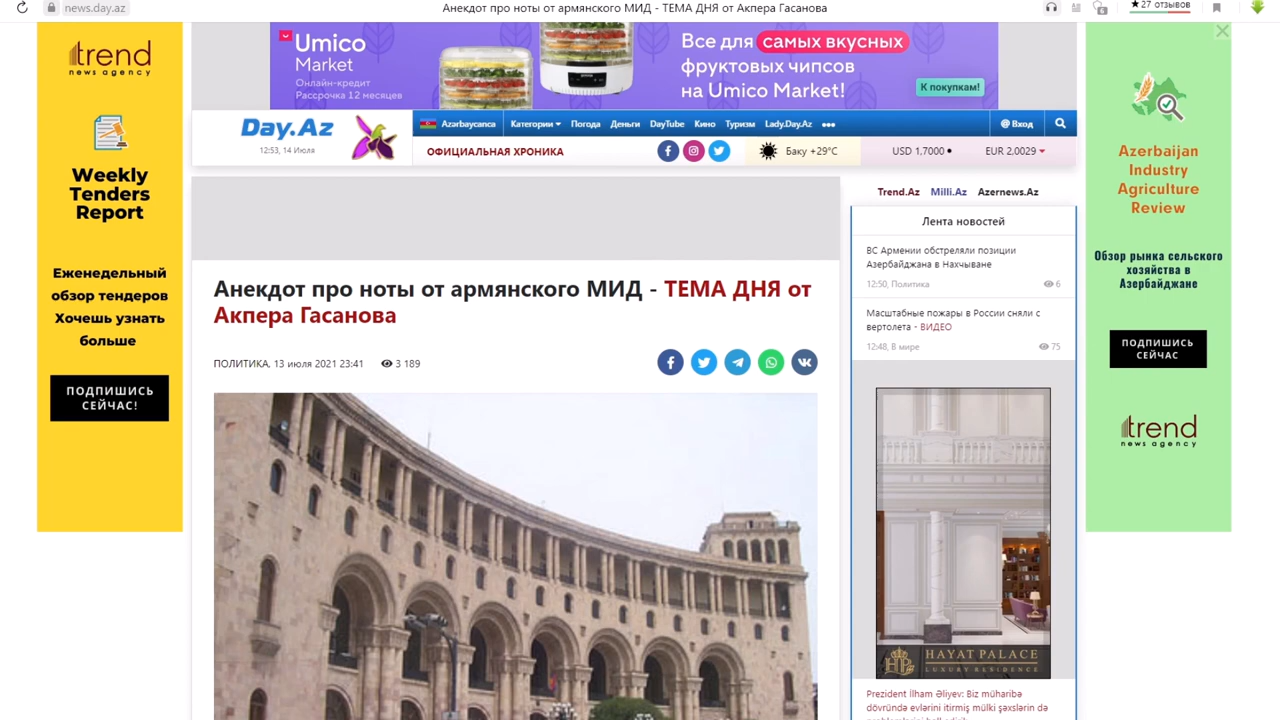 news.day.az
Анекдот про ноты от армянского МИД - ТЕМА ДНЯ от Акпера Гасанова
★27 отзывов
6
trend
news agency
Weekly
Tenders
Report
Еженедельный
обзор тендеров
Хочешь узнать
больше
ПОДПИШИСЬ
СЕЙЧАС!
Umico
Market
Онлайн-кредит
Рассрочка 12 месяцев
Все для самых вкусных
фруктовых чипсов
на Umico Market!
К покупкам!
Day.Az
12:53, 14 Июля
Azərbaycanca
Категории
Погода
Деньги
DayTube
Кино
Туризм
Lady.Day.Az
•••
Вход
ОФИЦИАЛЬНАЯ ХРОНИКА
Баку +29°C
USD 1,7000
EUR 2,0029
Анекдот про ноты от армянского МИД - ТЕМА ДНЯ от
Акпера Гасанова
ПОЛИТИКА, 13 июля 2021 23:41
3 189
Trend.Az
Milli.Az
Azernews.Az
Лента новостей
ВС Армении обстреляли позиции
Азербайджана в Нахчыване
12:50, Политика
6
Масштабные пожары в России сняли с
вертолета - ВИДЕО
12:48, В мире
75
HP
HAYAT PALACE
LUXURY RESIDENCE
Prezident İlham Əliyev: Biz müharibə
dövründə evlərini itirmiş mülki şəxslərin də
Azerbaijan
Industry
Agriculture
Review
Обзор рынка сельского
хозяйства в
Азербайджане
ПОДПИШИСЬ
СЕЙЧАС
trend
news agency